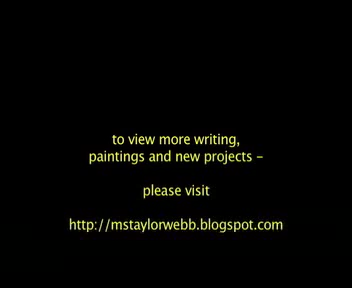 to view more writing,
paintings and new projects –
please visit
http://mstaylorwebb.blogspot.com